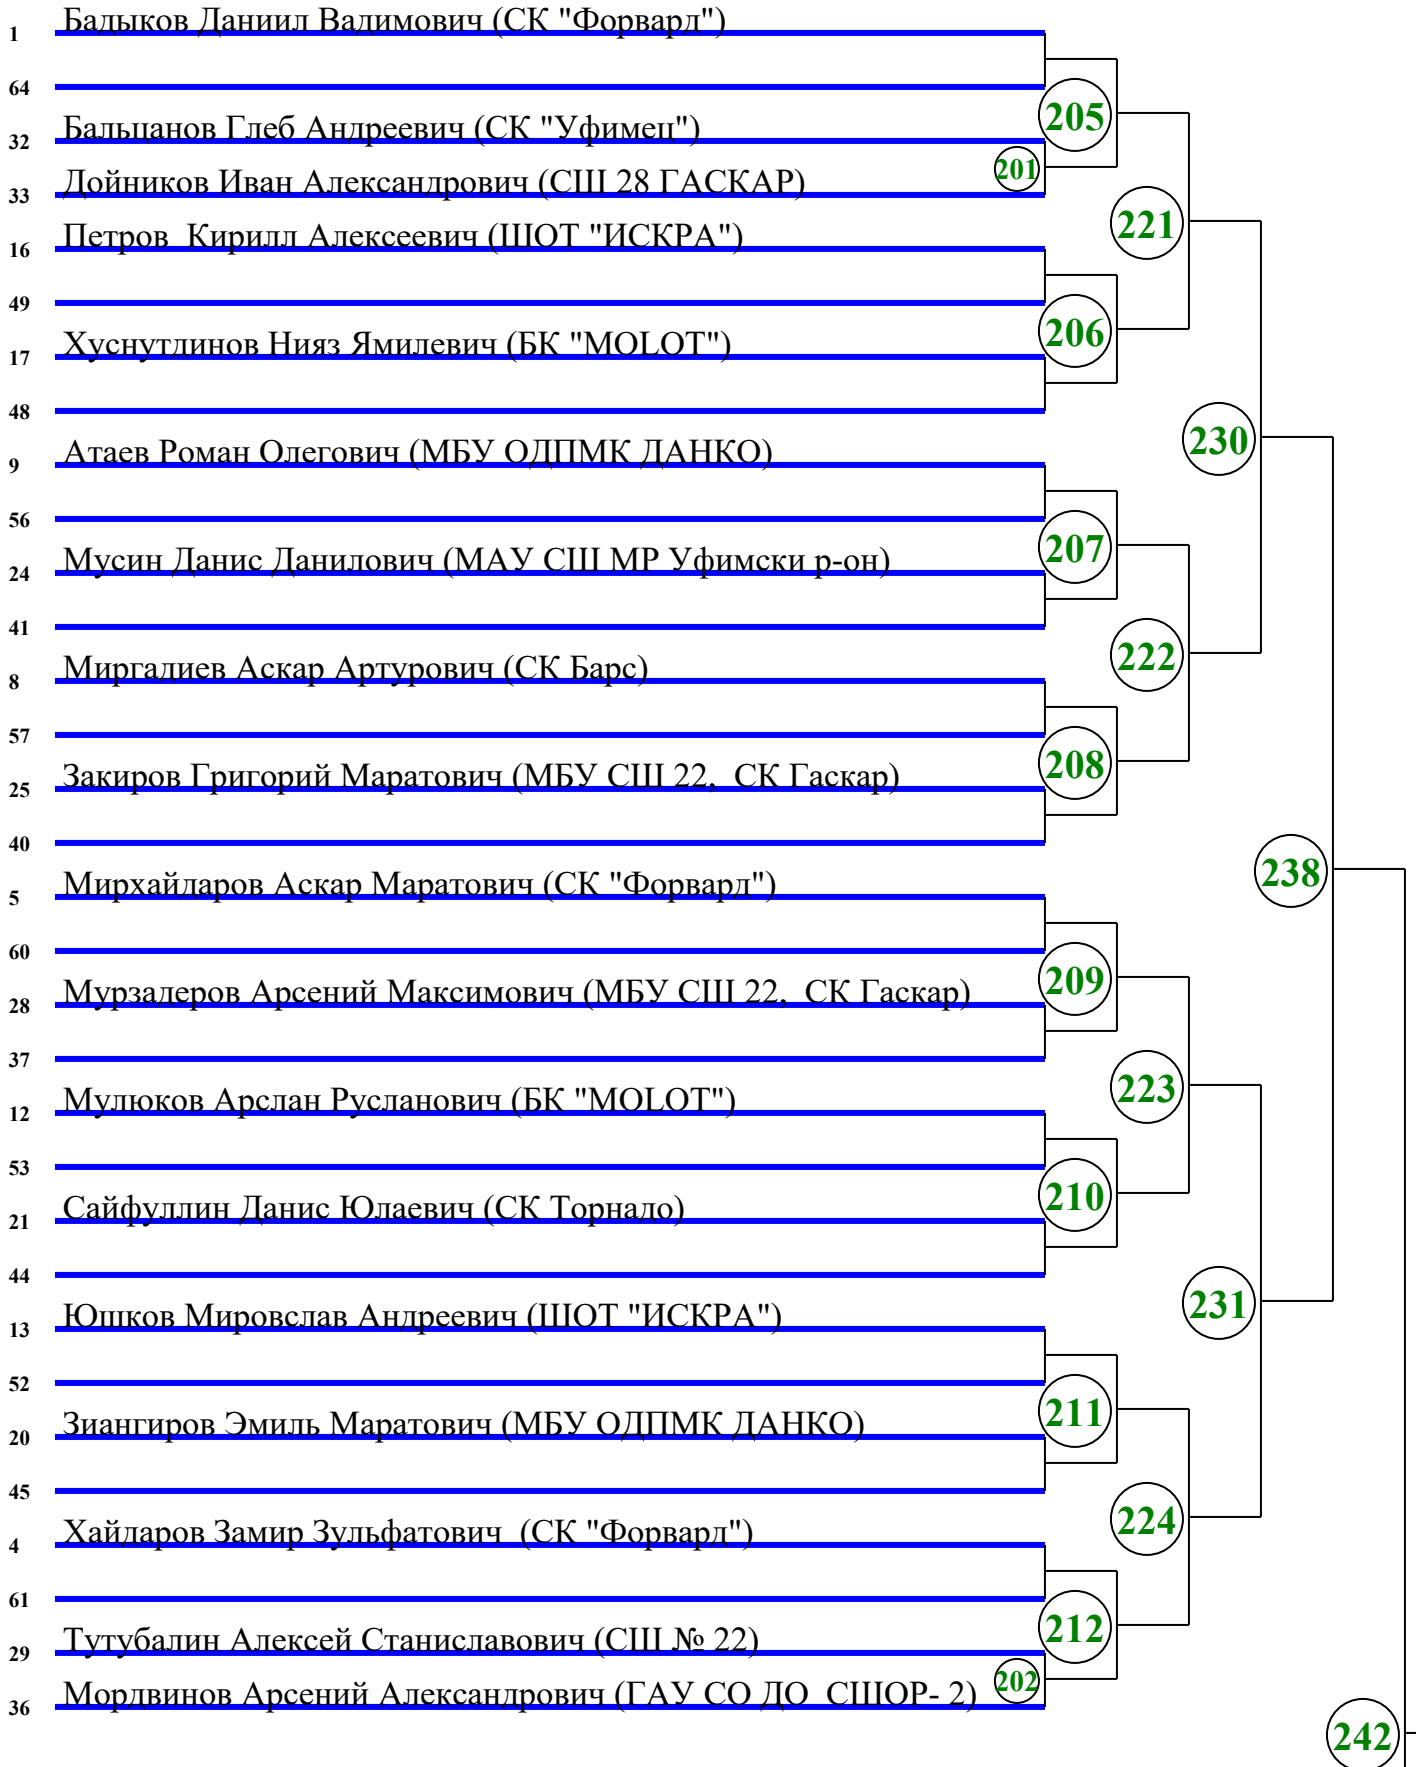 1 Бадыков Даниил Вадимович (СК "Форвард")
64
205
32 Бальцанов Глеб Андреевич (СК "Уфимец")
201
33 Дойников Иван Александрович (СШ 28 ГАСКАР)
221
16 Петров  Кирилл Алексеевич (ШОТ "ИСКРА")
49
206
17 Хуснутдинов Нияз Ямилевич (БК "MOLOT")
48
230
9 Атаев Роман Олегович (МБУ ОДПМК ДАНКО)
56
207
24 Мусин Данис Данилович (МАУ СШ МР Уфимски р-он)
41
222
8 Миргадиев Аскар Артурович (СК Барс)
57
208
25 Закиров Григорий Маратович (МБУ СШ 22,  СК Гаскар)
40
238
5 Мирхайдаров Аскар Маратович (СК "Форвард")
60
209
28 Мурзадеров Арсений Максимович (МБУ СШ 22,  СК Гаскар)
37
223
12 Мулюков Арслан Русланович (БК "MOLOT")
53
210
21 Сайфуллин Данис Юлаевич (СК Торнадо)
44
231
13 Юшков Мировслав Андреевич (ШОТ "ИСКРА")
52
211
20 Зиангиров Эмиль Маратович (МБУ ОДПМК ДАНКО)
45
224
4 Хайдаров Замир Зульфатович  (СК "Форвард")
61
212
29 Тутубалин Алексей Станиславович (СШ № 22)
202
36 Мордвинов Арсений Александрович (ГАУ СО ДО  СШОР- 2)
242